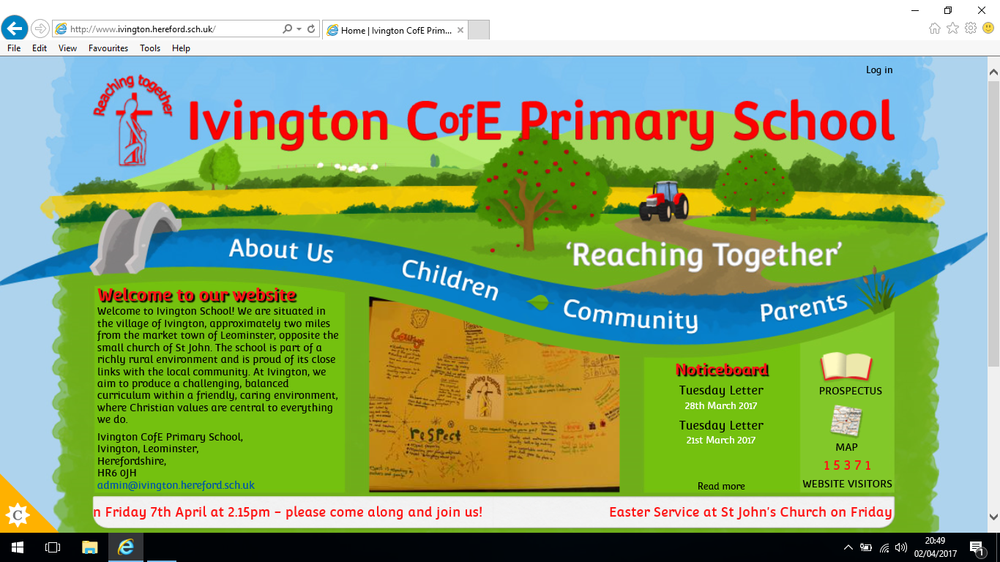 http://www.ivington.hereford.sch.uk/
Home | Ivington CofE Prim...
File Edit View Favourites Tools Help
Log in
Reaching together
Ivington CofE Primary School
'Reaching Together'
About Us
Children
Community
Parents
Welcome to our website
Welcome to Ivington School! We are situated in
the village of Ivington, approximately two miles
from the market town of Leominster, opposite the
small church of St John. The school is part of a
richly rural environment and is proud of its close
links with the local community. At Ivington, we
aim to produce a challenging, balanced
curriculum within a friendly, caring environment,
where Christian values are central to everything
we do.
Ivington CofE Primary School,
Ivington, Leominster,
Herefordshire,
HR6 0JH
admin@ivington.hereford.sch.uk
Courage
Reaching together
respect
Noticeboard
Tuesday Letter
28th March 2017
Tuesday Letter
21st March 2017
Read more
PROSPECTUS
MAP
15371
WEBSITE VISITORS
C
n Friday 7th April at 2.15pm – please come along and join us!
Easter Service at St John's Church on Friday
20:49
02/04/2017
1